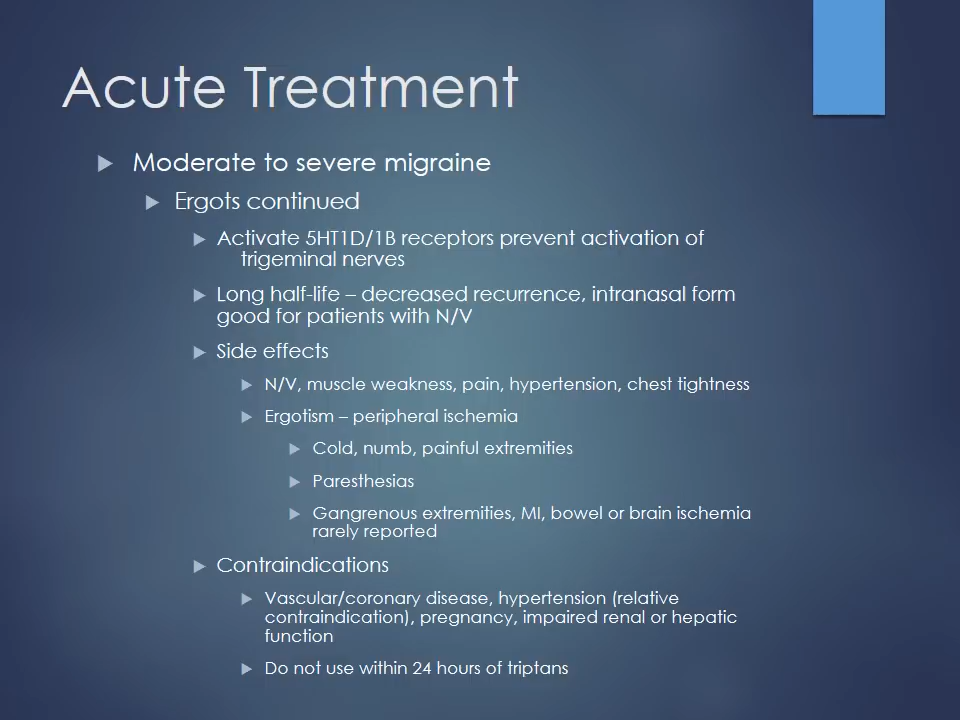 Acute Treatment
Moderate to severe migraine
Ergots continued
Activate 5HT1D/1B receptors prevent activation of
trigeminal nerves
Long half-life – decreased recurrence, intranasal form
good for patients with N/V
Side effects
N/V, muscle weakness, pain, hypertension, chest tightness
Ergotism – peripheral ischemia
Cold, numb, painful extremities
Paresthesias
Gangrenous extremities, MI, bowel or brain ischemia
rarely reported
Contraindications
Vascular/coronary disease, hypertension (relative
contraindication), pregnancy, impaired renal or hepatic
function
Do not use within 24 hours of triptans